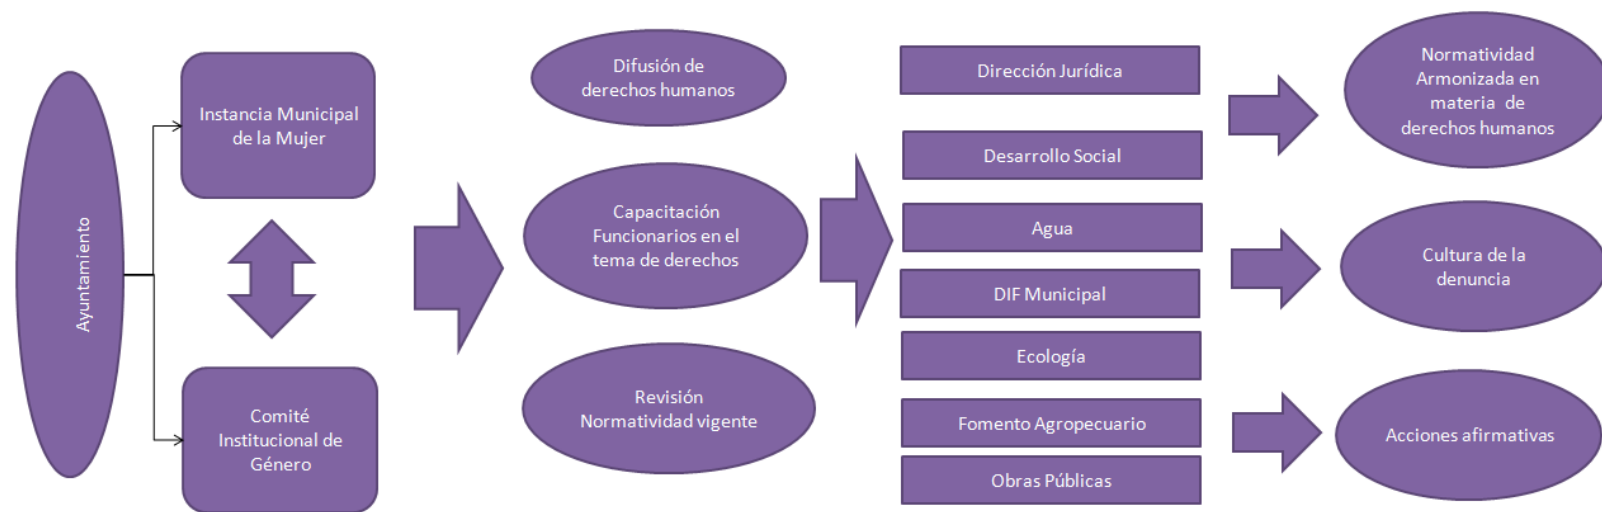 Ayuntamiento
Instancia Municipal
de la Mujer
Comité
Institucional de
Género
Difusión de
derechos humanos
Capacitación
Funcionarios en el
tema de derechos
Revisión
Normatividad vigente
Dirección Jurídica
Desarrollo Social
Agua
DIF Municipal
Ecología
Fomento Agropecuario
Obras Públicas
Normatividad
Armonizada en
materia de
derechos humanos
Cultura de la
denuncia
Acciones afirmativas